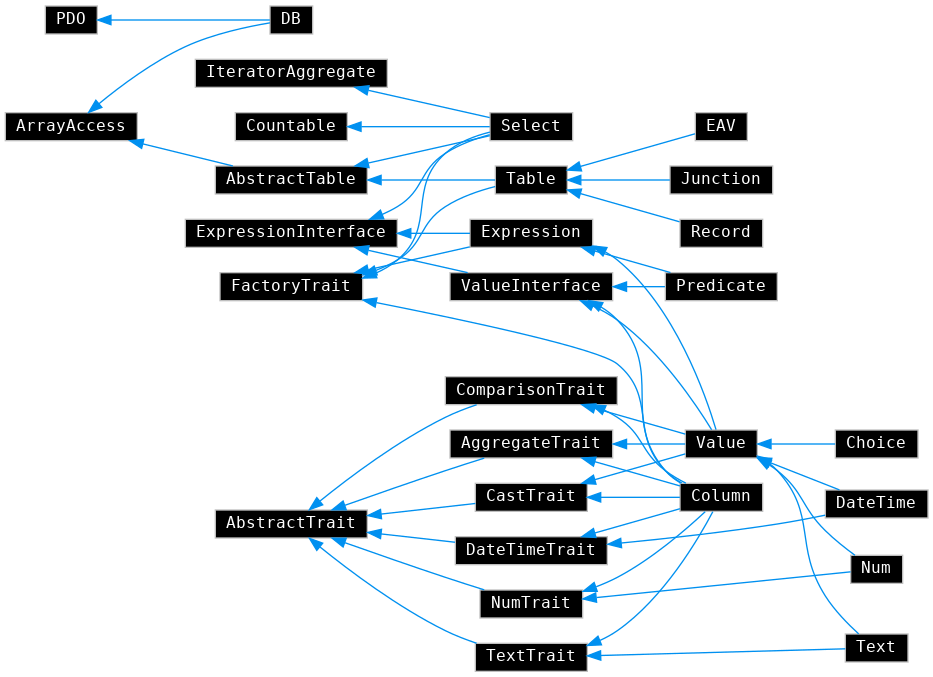 PDO
DB
IteratorAggregate
ArrayAccess
Countable
Select
EAV
AbstractTable
Table
Junction
ExpressionInterface
Expression
Record
FactoryTrait
ValueInterface
Predicate
ComparisonTrait
AggregateTrait
Value
Choice
CastTrait
Column
DateTime
AbstractTrait
DateTimeTrait
Num
NumTrait
Text
TextTrait